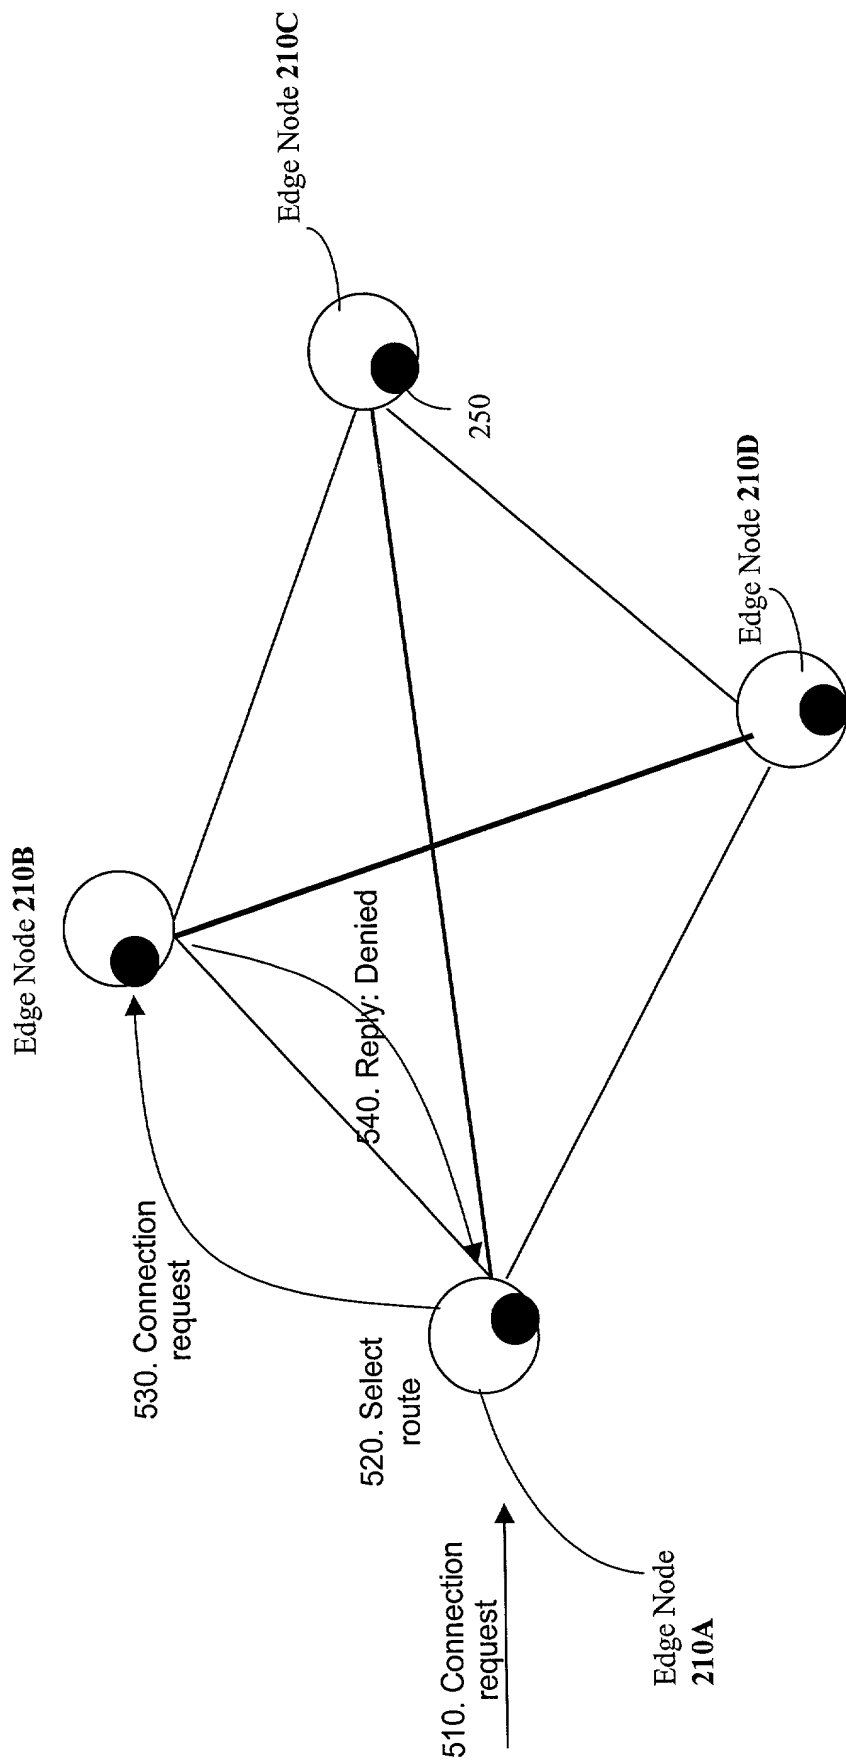 Edge Node 210B
Edge Node 210C
530. Connection
request
540. Reply: Denied
250
520. Select
route
510. Connection
request
Edge Node 210D
Edge Node
210A